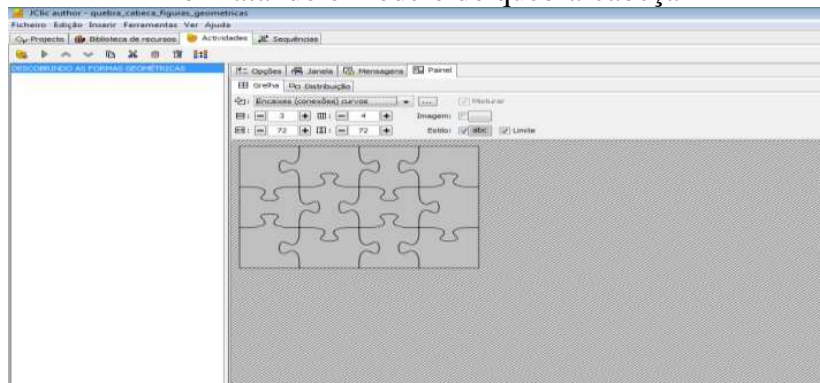 JClic author - quebra_cabeca_figuras_geometricas
Ficheiro Edição Inserir Ferramentas Ver Ajuda
Projecto Biblioteca de recursos Actividades Sequências
DESCOBRINDO AS FORMAS GEOMÉTRICAS
Opções Janela Mensagens Painel
Grelha Distribuição
Encaixes (conexões) curvos ... Misturar
3 4 Imagem:
72 72 Estilo: abc Limite